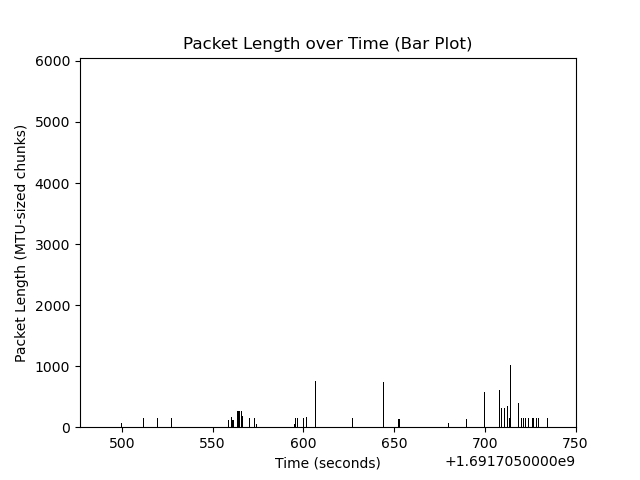 Packet Length over Time (Bar Plot)
6000
5000
4000
3000
2000
1000
0
Packet Length (MTU-sized chunks)
500 550 600 650 700 750
Time (seconds)
+1.6917050000e9